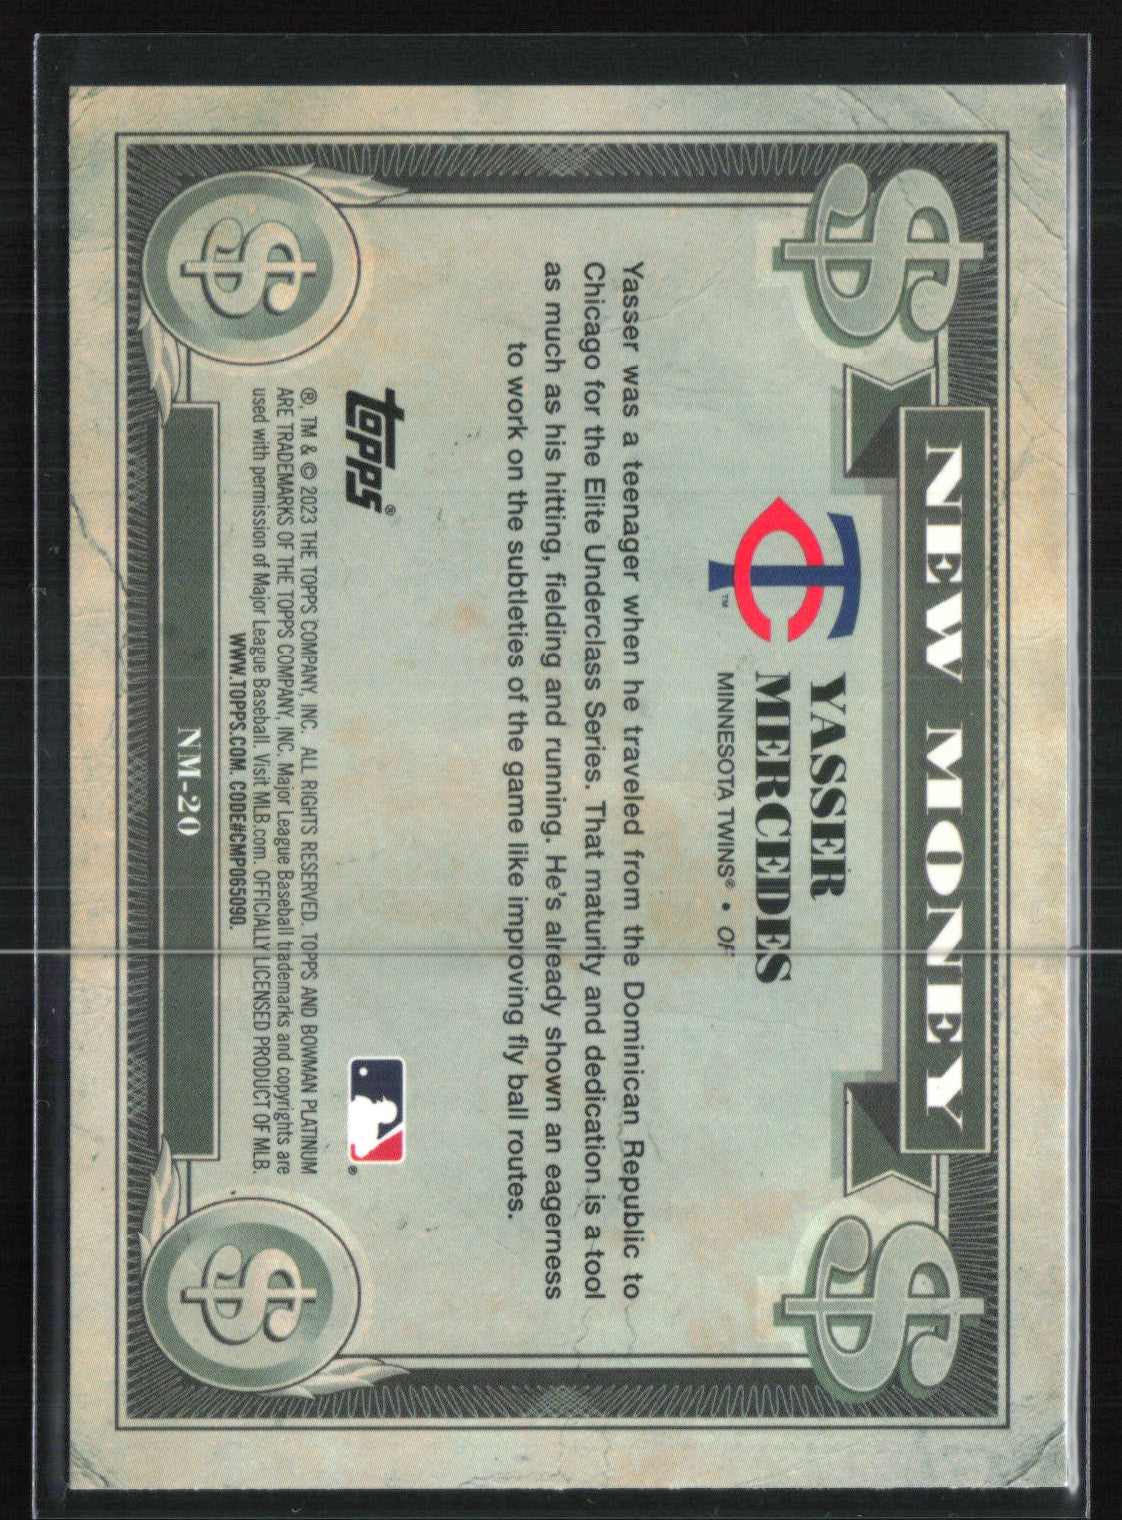 $ NEW MONEY $
YASSER
MERCEDES
TC
™
MINNESOTA TWINS® • OF
Yasser was a teenager when he traveled from the Dominican Republic to
Chicago for the Elite Underclass Series. That maturity and dedication is a tool
as much as his hitting, fielding and running. He's already shown an eagerness
to work on the subtleties of the game like improving fly ball routes.
topps®
®
®, TM & © 2023 THE TOPPS COMPANY, INC. ALL RIGHTS RESERVED. TOPPS AND BOWMAN PLATINUM
ARE TRADEMARKS OF THE TOPPS COMPANY, INC. Major League Baseball trademarks and copyrights are
used with permission of Major League Baseball. Visit MLB.com. OFFICIALLY LICENSED PRODUCT OF MLB.
WWW.TOPPS.COM. CODE#CMP065090.
$ NM-20 $